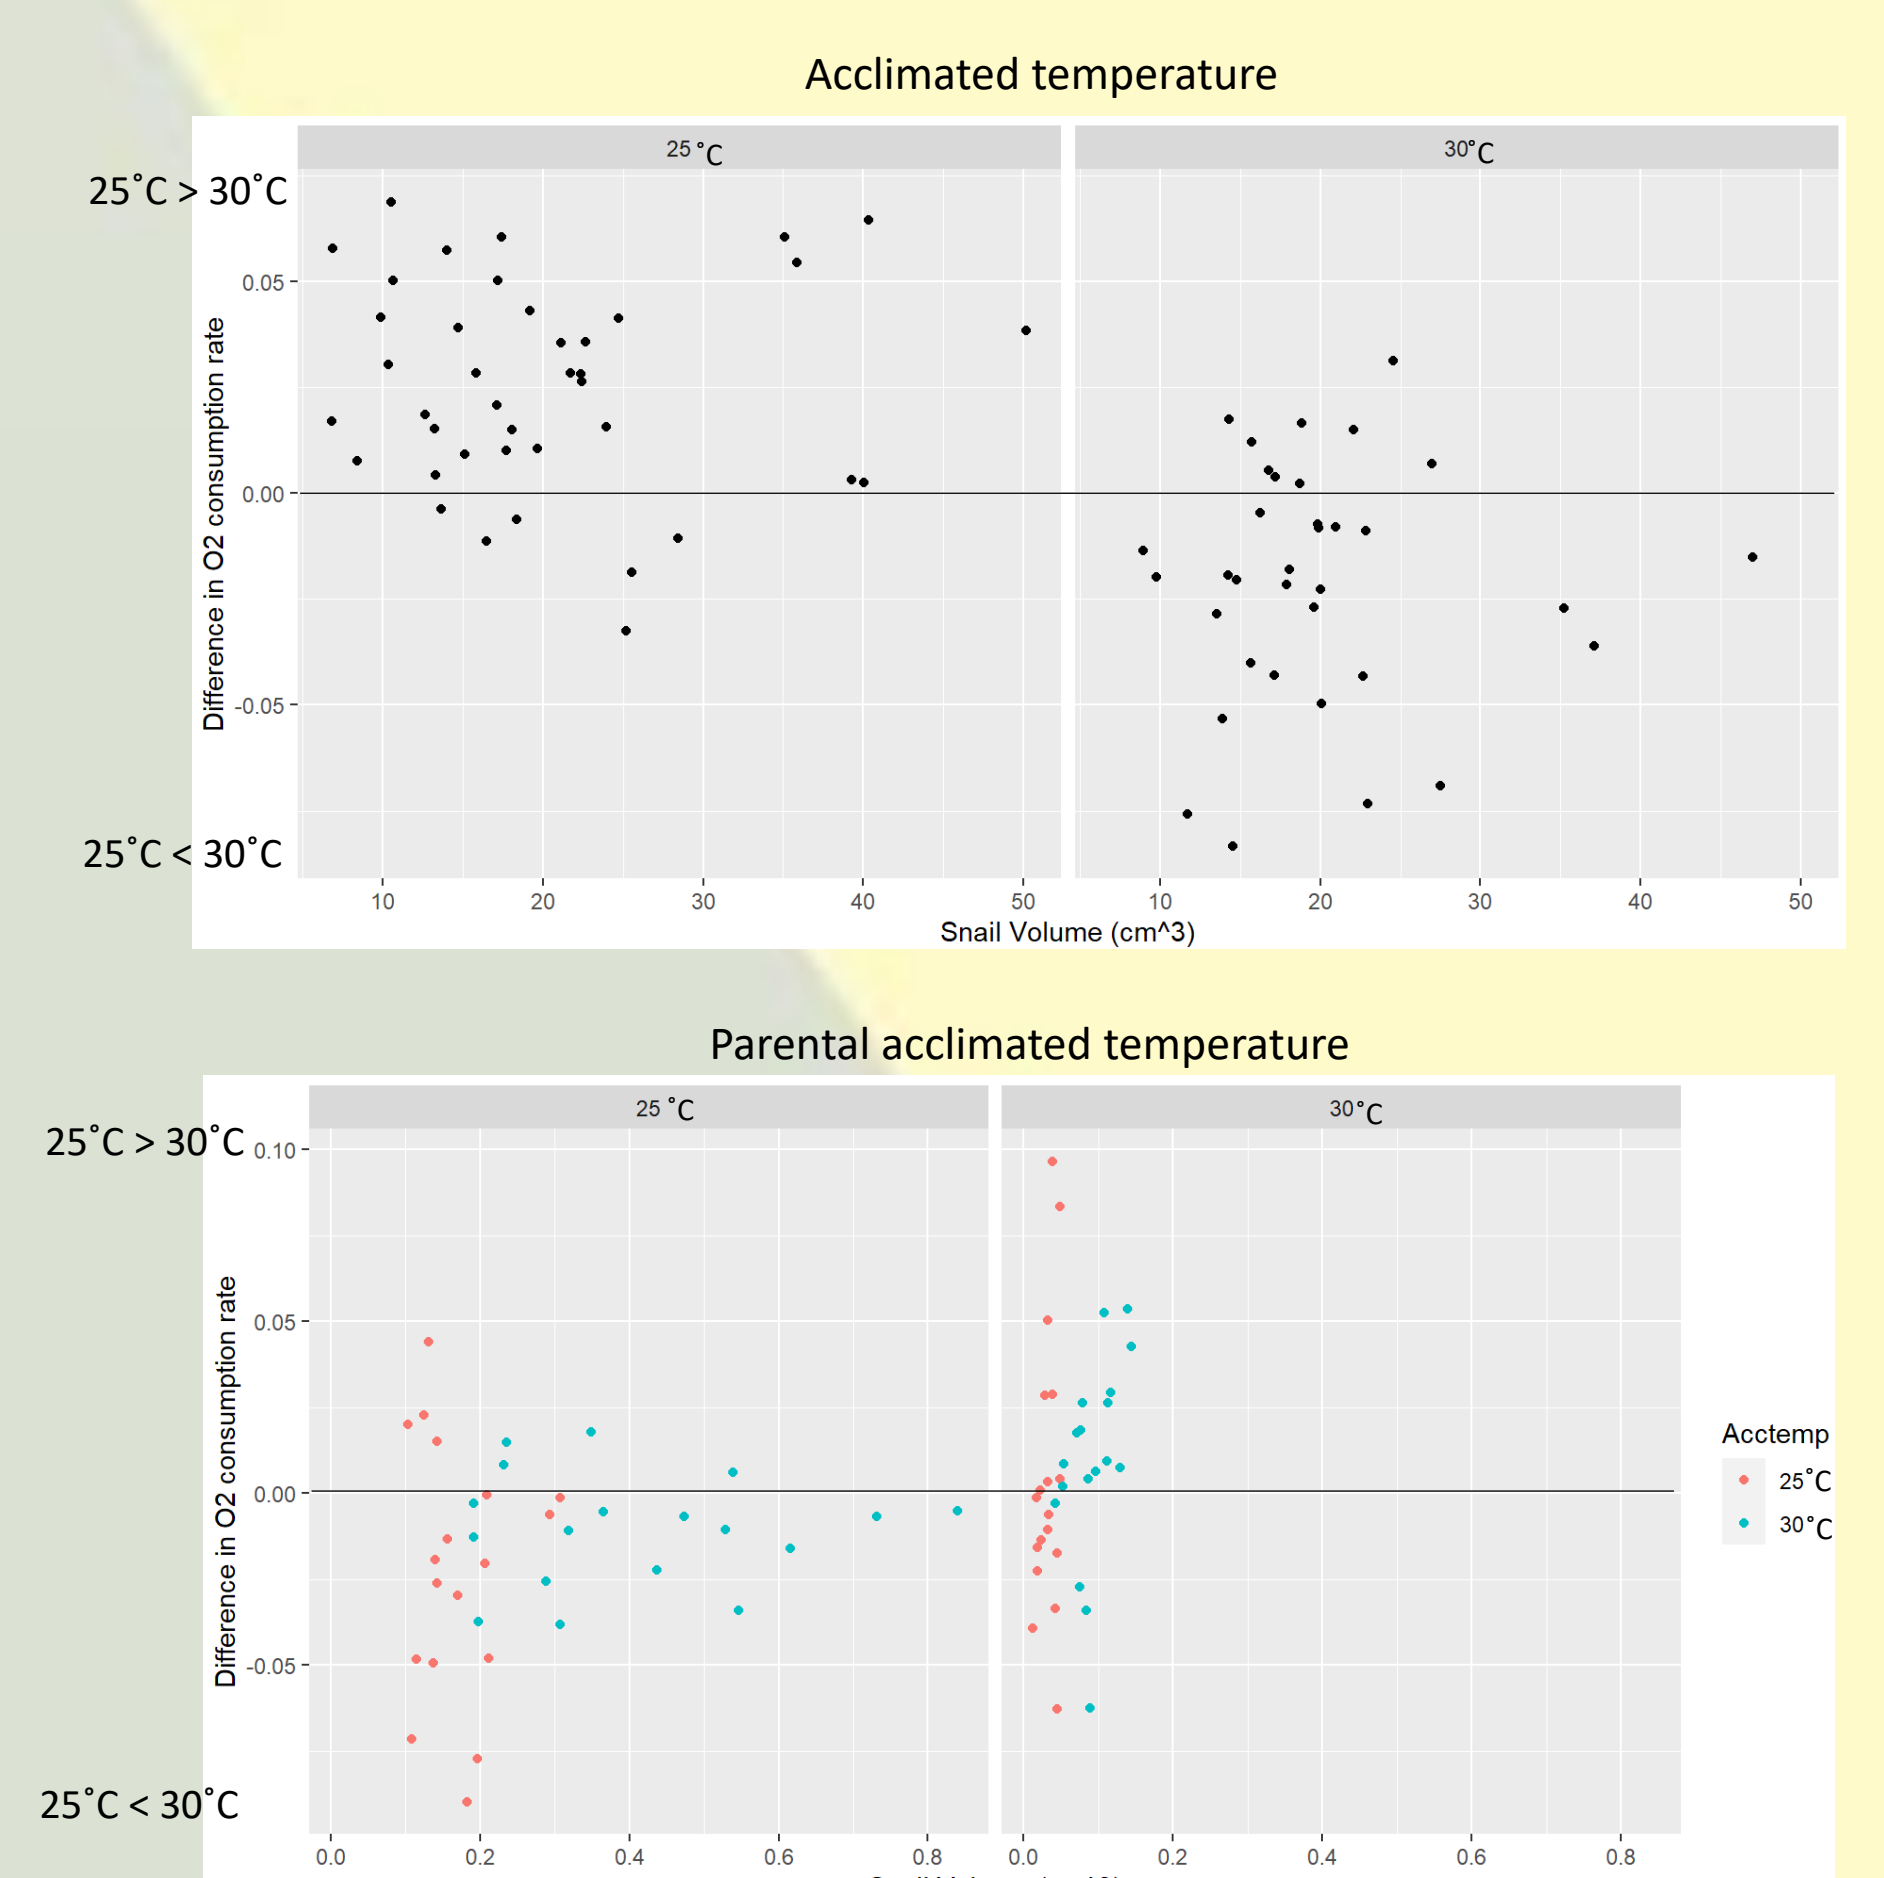 Acclimated temperature
25˚C 30˚C
25˚C > 30˚C
0.05
0.00
-0.05
Difference in O2 consumption rate
25˚C < 30˚C
10 20 30 40 50 10 20 30 40 50
Snail Volume (cm^3)
Parental acclimated temperature
25 ˚C 30˚C
25˚C > 30˚C
0.10
0.05
0.00
-0.05
Difference in O2 consumption rate
25˚C < 30˚C
Acctemp
25˚C
30˚C
0.0 0.2 0.4 0.6 0.8 0.0 0.2 0.4 0.6 0.8